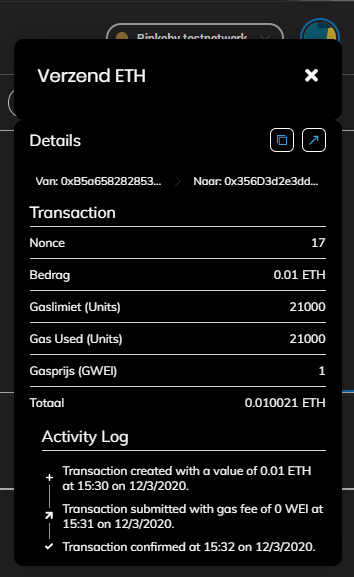 Rinkeby testnetwork
Verzend ETH
Details
Van: 0xB5a658282853... Naar: 0x356D3d2e3dd...
Transaction
Nonce 17
Bedrag 0.01 ETH
Gaslimiet (Units) 21000
Gas Used (Units) 21000
Gasprijs (GWEI) 1
Totaal 0.010021 ETH
Activity Log
Transaction created with a value of 0.01 ETH
at 15:30 on 12/3/2020.
Transaction submitted with gas fee of 0 WEI at
15:31 on 12/3/2020.
Transaction confirmed at 15:32 on 12/3/2020.